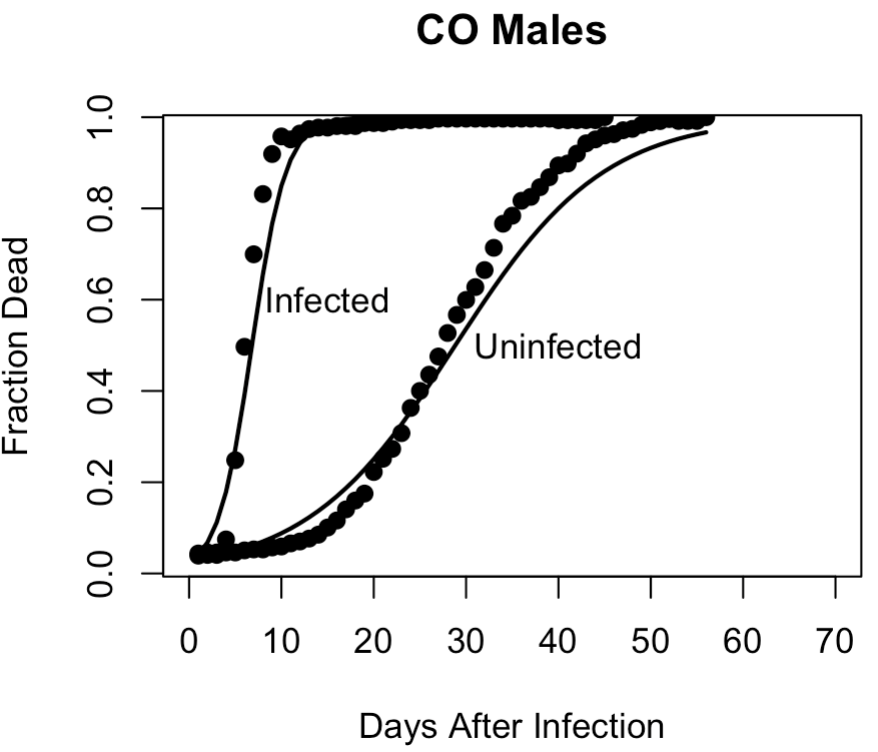 CO Males
Fraction Dead
1.0
0.8
0.6
0.4
0.2
0.0
Infected
Uninfected
0 10 20 30 40 50 60 70
Days After Infection